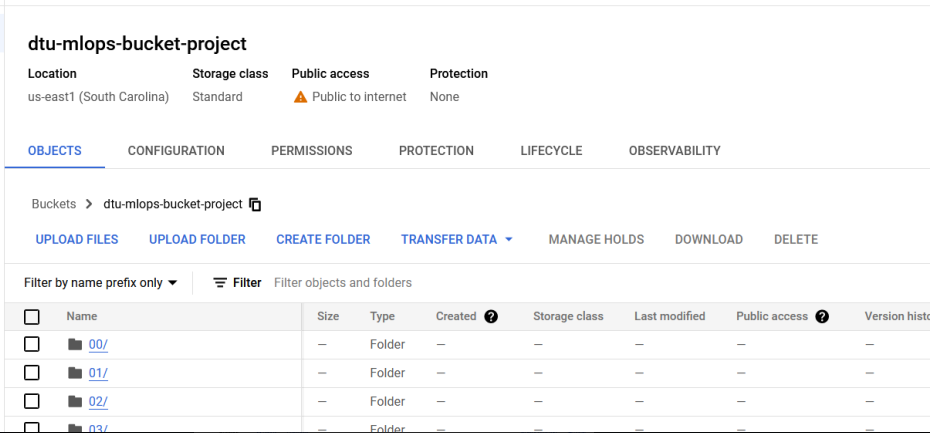 dtu-mlops-bucket-project
Location Storage class Public access Protection
us-east1 (South Carolina) Standard Public to internet None
OBJECTS CONFIGURATION PERMISSIONS PROTECTION LIFECYCLE OBSERVABILITY
Buckets > dtu-mlops-bucket-project
UPLOAD FILES UPLOAD FOLDER CREATE FOLDER TRANSFER DATA MANAGE HOLDS DOWNLOAD DELETE
Filter by name prefix only Filter Filter objects and folders
Name Size Type Created ? Storage class Last modified Public access ? Version histo
00/ — Folder — — — — —
01/ — Folder — — — — —
02/ — Folder — — — — —
03/ — Folder — — — — —